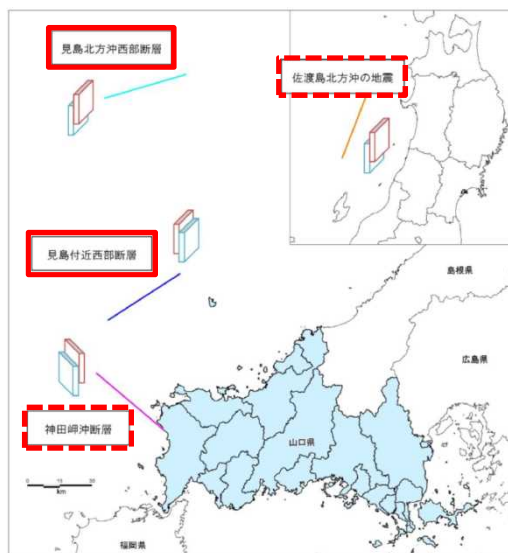 見島北方沖西部断層
佐渡島北方沖の地震
見島付近西部断層
島根県
広島県
神田岬沖断層
山口県
km
福岡県